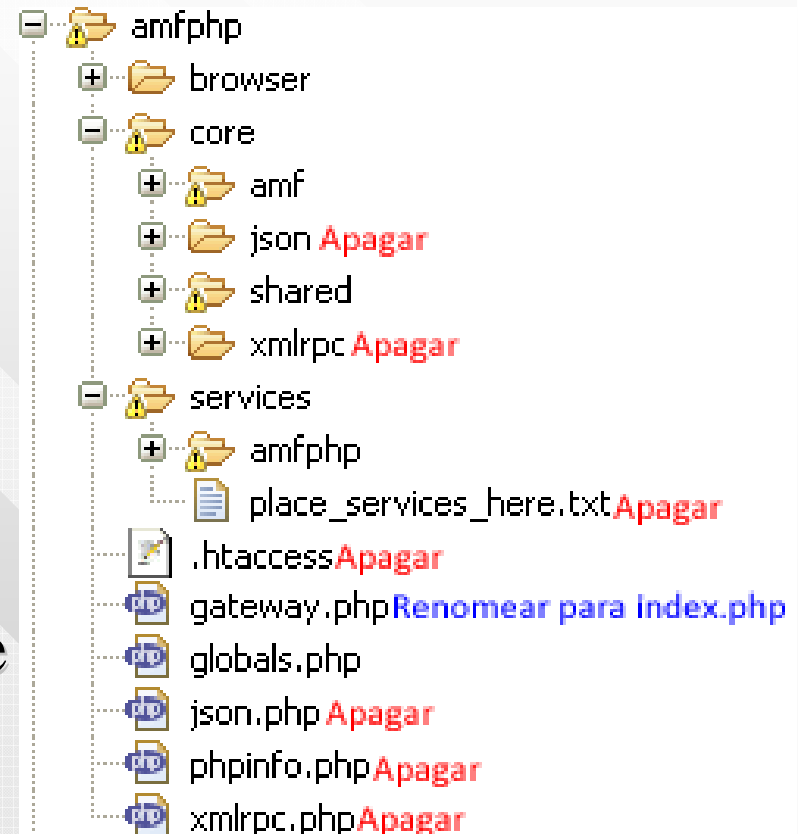 amfphp
browser
core
amf
json Apagar
shared
xmlrpc Apagar
services
amfphp
place_services_here.txt Apagar
.htaccess Apagar
gateway.php Renomear para index.php
e
globals.php
json.php Apagar
phpinfo.php Apagar
xmlrpc.php Apagar